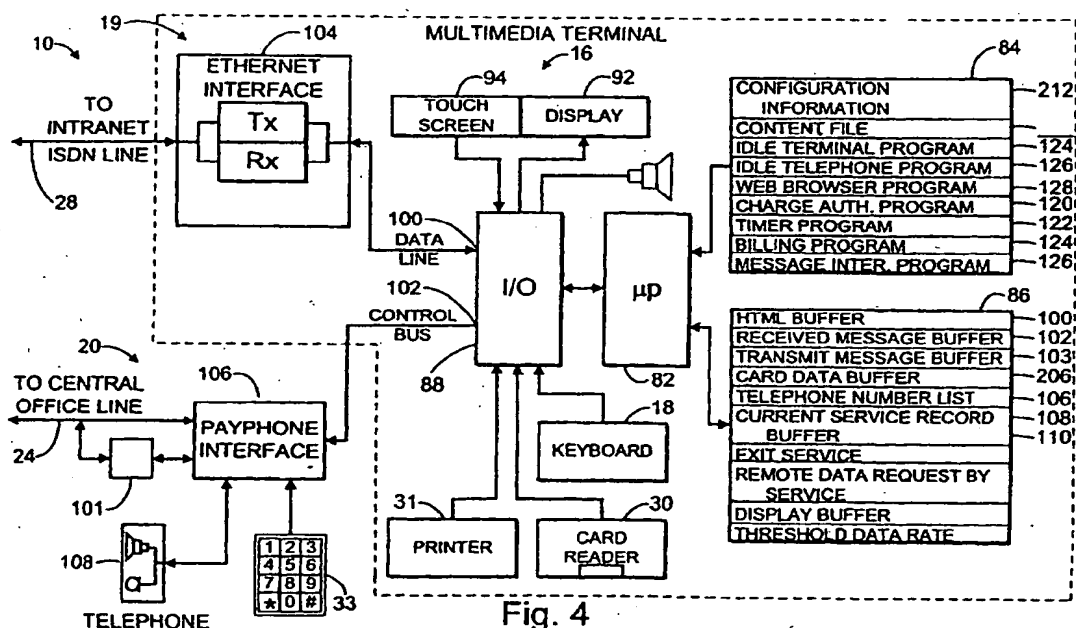 19
104
MULTIMEDIA TERMINAL
10
ETHERNET
INTERFACE
16
94
92
84
TO
INTRANET
ISDN LINE
Tx
Rx
TOUCH
SCREEN
DISPLAY
CONFIGURATION
INFORMATION
212
CONTENT FILE
IDLE TERMINAL PROGRAM
124
IDLE TELEPHONE PROGRAM
126
WEB BROWSER PROGRAM
128
CHARGE AUTH. PROGRAM
120
TIMER PROGRAM
122
BILLING PROGRAM
124
MESSAGE INTER. PROGRAM
126
28
100
DATA
LINE
I/O
µp
102
CONTROL
BUS
88
82
86
HTML BUFFER
100
RECEIVED MESSAGE BUFFER
102
TRANSMIT MESSAGE BUFFER
103
CARD DATA BUFFER
206
TELEPHONE NUMBER LIST
106
CURRENT SERVICE RECORD
108
BUFFER
110
EXIT SERVICE
REMOTE DATA REQUEST BY
SERVICE
DISPLAY BUFFER
THRESHOLD DATA RATE
20
106
TO CENTRAL
OFFICE LINE
24
PAYPHONE
INTERFACE
101
18
KEYBOARD
31
PRINTER
30
CARD
READER
108
TELEPHONE
1 2 3
4 5 6
7 8 9
* 0 #
33
Fig. 4